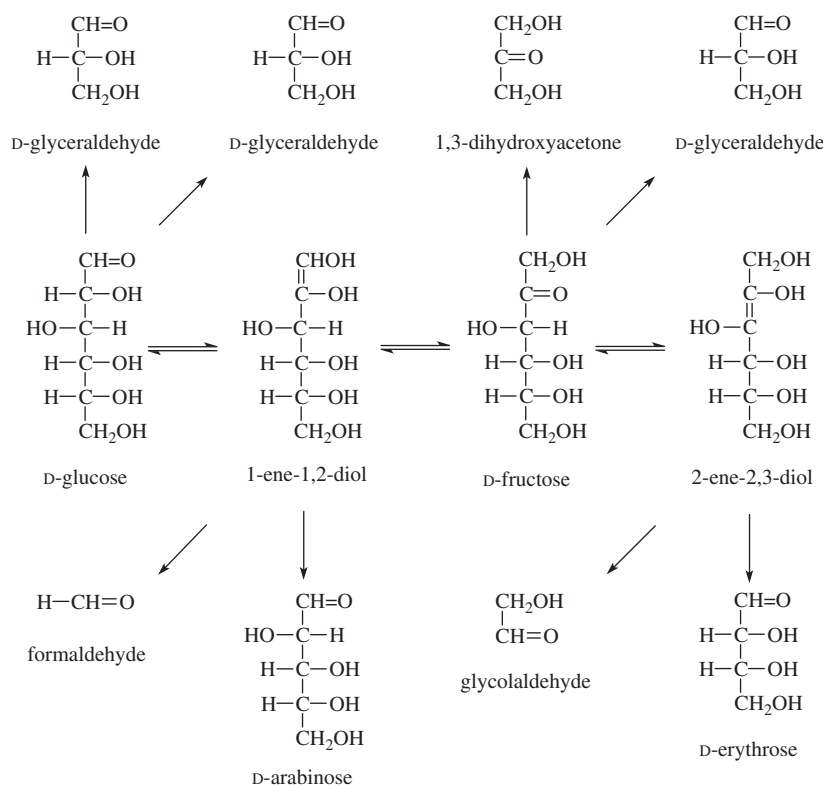 CH=O CH=O CH₂OH CH=O
H—C—OH H—C—OH C=O H—C—OH
CH₂OH CH₂OH CH₂OH CH₂OH
D-glyceraldehyde D-glyceraldehyde 1,3-dihydroxyacetone D-glyceraldehyde
CH=O CHOH CH₂OH CH₂OH
H—C—OH C—OH C=O C—OH
HO—C—H HO—C—H HO—C—H HO—C
H—C—OH H—C—OH H—C—OH H—C—OH
H—C—OH H—C—OH H—C—OH H—C—OH
CH₂OH CH₂OH CH₂OH CH₂OH
D-glucose 1-ene-1,2-diol D-fructose 2-ene-2,3-diol
H—CH=O
formaldehyde
CH=O
HO—C—H
H—C—OH
H—C—OH
CH₂OH
D-arabinose
CH₂OH
CH=O
glycolaldehyde
CH=O
H—C—OH
H—C—OH
CH₂OH
D-erythrose